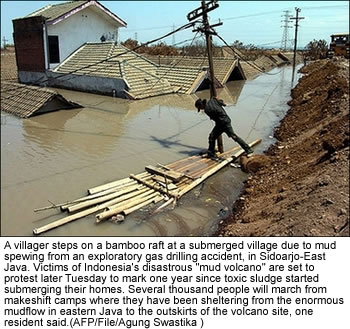 A villager steps on a bamboo raft at a submerged village due to mud
spewing from an exploratory gas drilling accident, in Sidoarjo-East
Java. Victims of Indonesia's disastrous "mud volcano" are set to
protest later Tuesday to mark one year since toxic sludge started
submerging their homes. Several thousand people will march from
makeshift camps where they have been sheltering from the enormous
mudflow in eastern Java to the outskirts of the volcano site, one
resident said.(AFP/File/Agung Swastika )